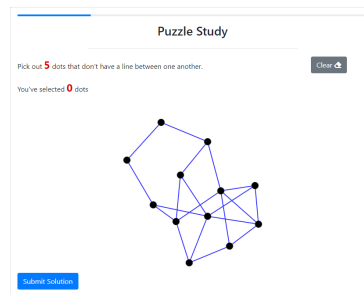 Puzzle Study
Pick out 5 dots that don't have a line between one another.
Clear
You've selected 0 dots
Submit Solution